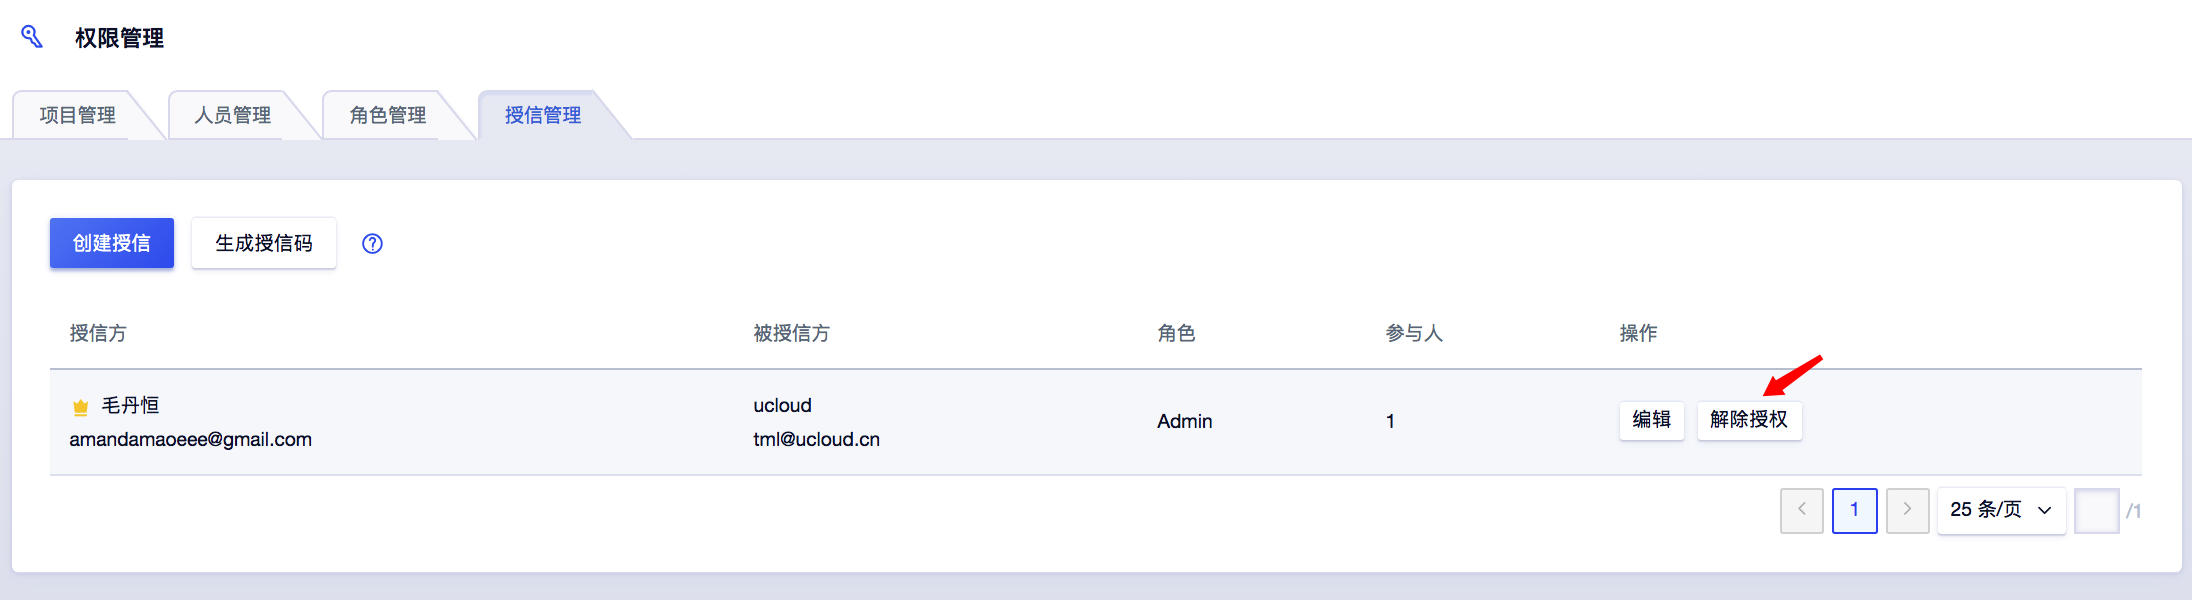 权限管理
项目管理
人员管理
角色管理
授信管理
创建授信
生成授信码
授信方
被授信方
角色
参与人
操作
毛丹恒
amandamaoeee@gmail.com
ucloud
tml@ucloud.cn
Admin
1
编辑
解除授权
1
25 条/页
/1